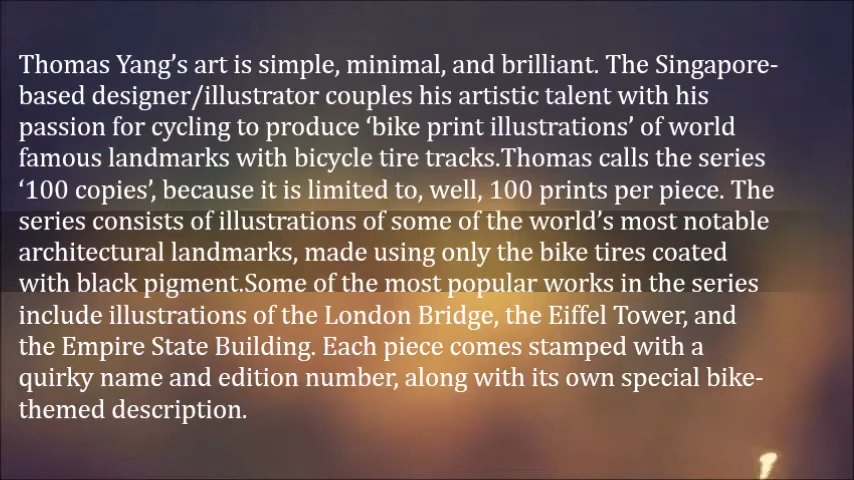 Thomas Yang’s art is simple, minimal, and brilliant. The Singapore-
based designer/illustrator couples his artistic talent with his
passion for cycling to produce ‘bike print illustrations’ of world
famous landmarks with bicycle tire tracks.Thomas calls the series
‘100 copies’, because it is limited to, well, 100 prints per piece. The
series consists of illustrations of some of the world’s most notable
architectural landmarks, made using only the bike tires coated
with black pigment.Some of the most popular works in the series
include illustrations of the London Bridge, the Eiffel Tower, and
the Empire State Building. Each piece comes stamped with a
quirky name and edition number, along with its own special bike-
themed description.